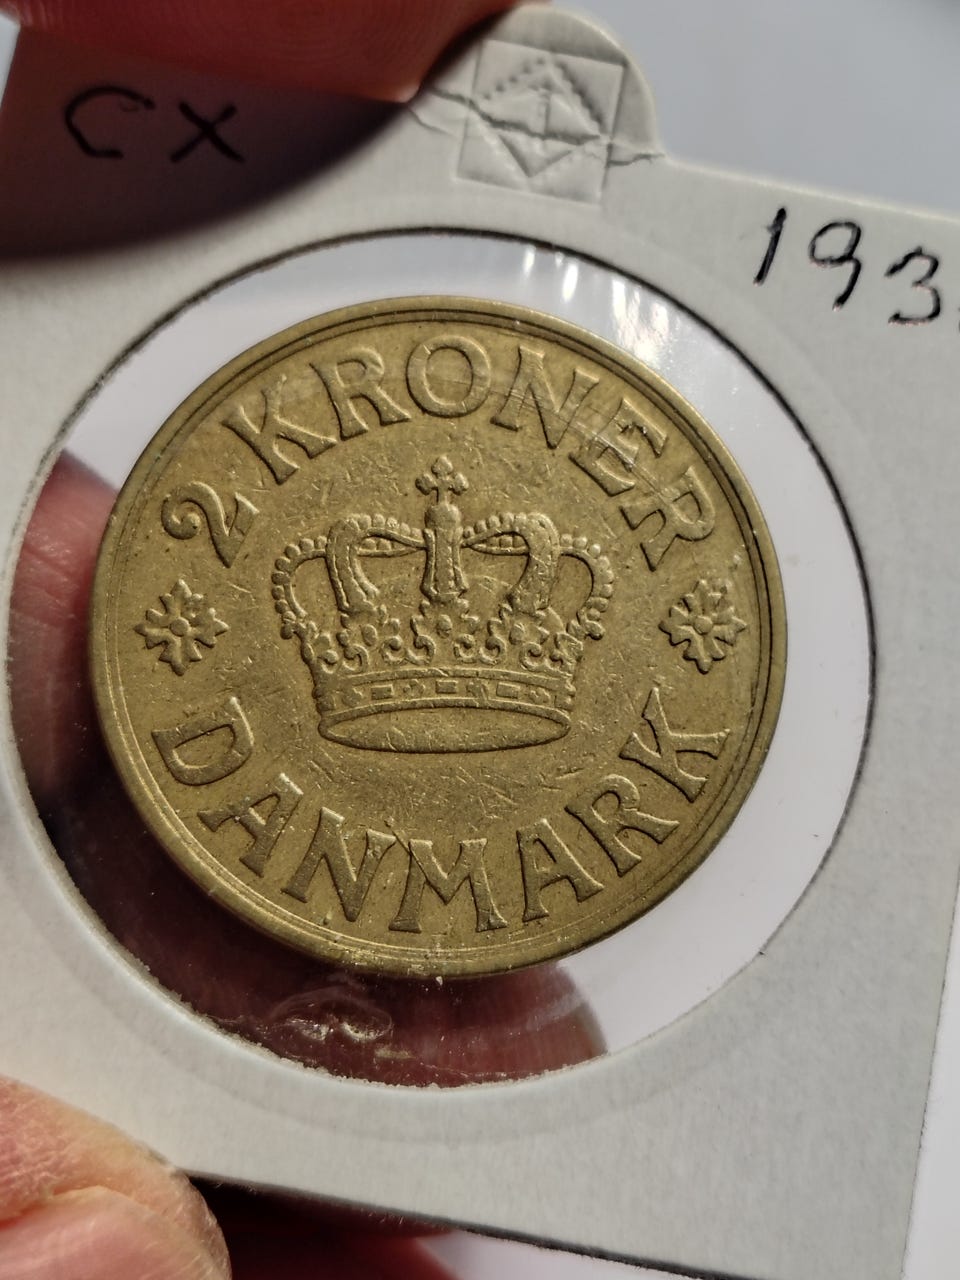 CX
193
2 KRONER
DANMARK